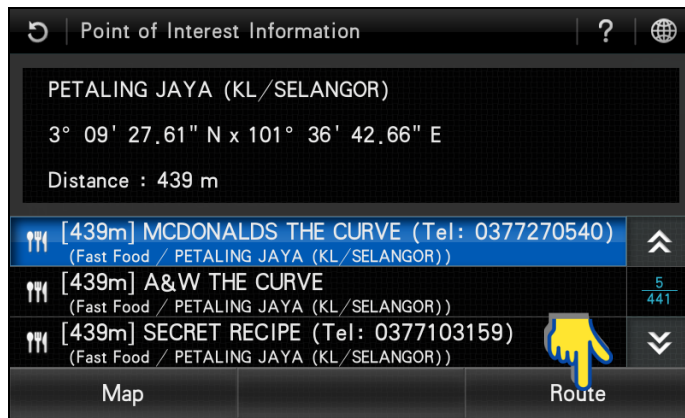 Point of Interest Information
?
PETALING JAYA (KL/SELANGOR)
3° 09' 27.61" N x 101° 36' 42.66" E
Distance : 439 m
[439m] MCDONALDS THE CURVE (Tel: 0377270540)
(Fast Food / PETALING JAYA (KL/SELANGOR))
[439m] A&W THE CURVE
(Fast Food / PETALING JAYA (KL/SELANGOR))
5
441
[439m] SECRET RECIPE (Tel: 0377103159)
(Fast Food / PETALING JAYA (KL/SELANGOR))
Map
Route